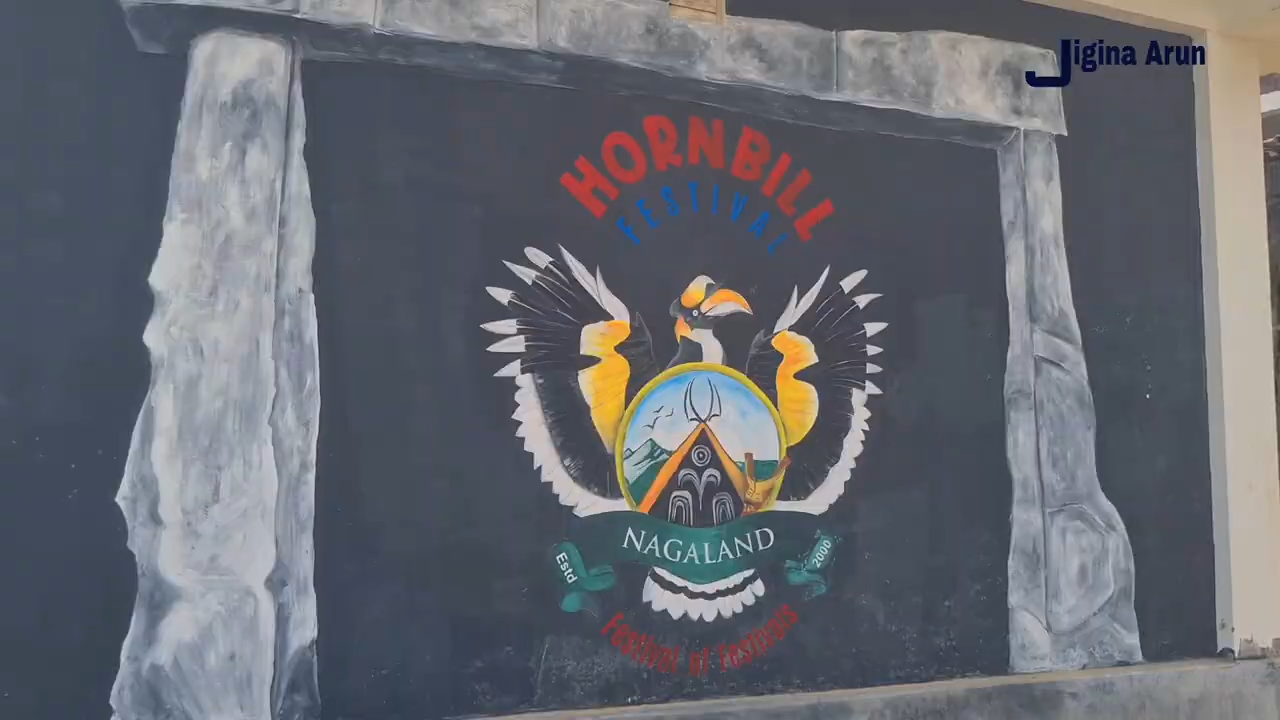 Jigina Arun
HORNBILL
FESTIVAL
NAGALAND
Estd
2000
Festival of Festivals